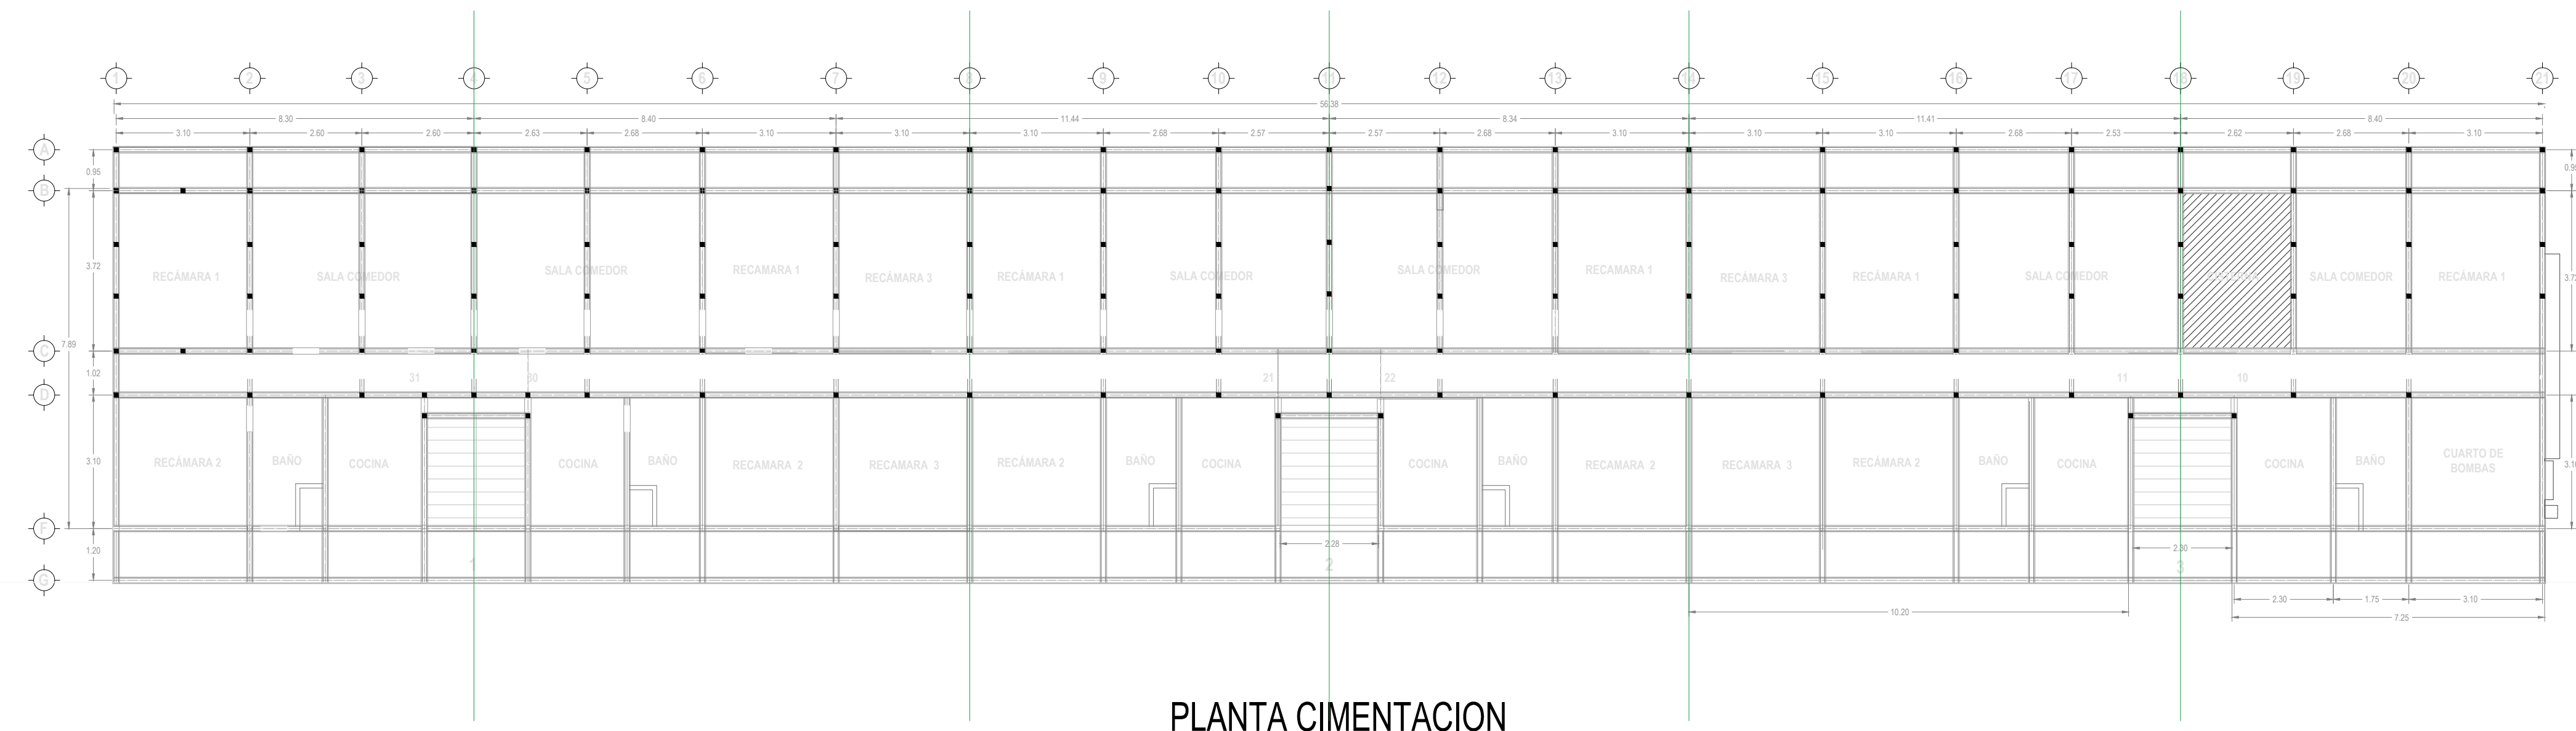 1 2 3 4 5 6 7 8 9 10 11 12 13 14 15 16 17 18 19 20 21
56.38
8.30 8.40 11.44 8.34 11.41 8.40
3.10 2.60 2.60 2.63 2.68 3.10 3.10 3.10 2.68 2.57 2.57 2.68 3.10 3.10 3.10 2.68 2.53 2.62 2.68 3.10
A
0.95 0.95
B
RECÁMARA 1 SALA COMEDOR SALA COMEDOR RECAMARA 1 RECÁMARA 3 RECÁMARA 1 SALA COMEDOR SALA COMEDOR RECAMARA 1 RECÁMARA 3 RECÁMARA 1 SALA COMEDOR SALA COMEDOR RECÁMARA 1
3.72 3.72
C
7.89
1.02
31 30 21 22 11 10
D
3.10 3.10
RECÁMARA 2 BAÑO COCINA COCINA BAÑO RECAMARA 2 RECAMARA 3 RECÁMARA 2 BAÑO COCINA COCINA BAÑO RECAMARA 2 RECAMARA 3 RECÁMARA 2 BAÑO COCINA COCINA BAÑO CUARTO DE
BOMBAS
F
1.20
2.28 2.30
1 2 3
G
2.30 1.75 3.10
10.20 7.25
PLANTA CIMENTACION